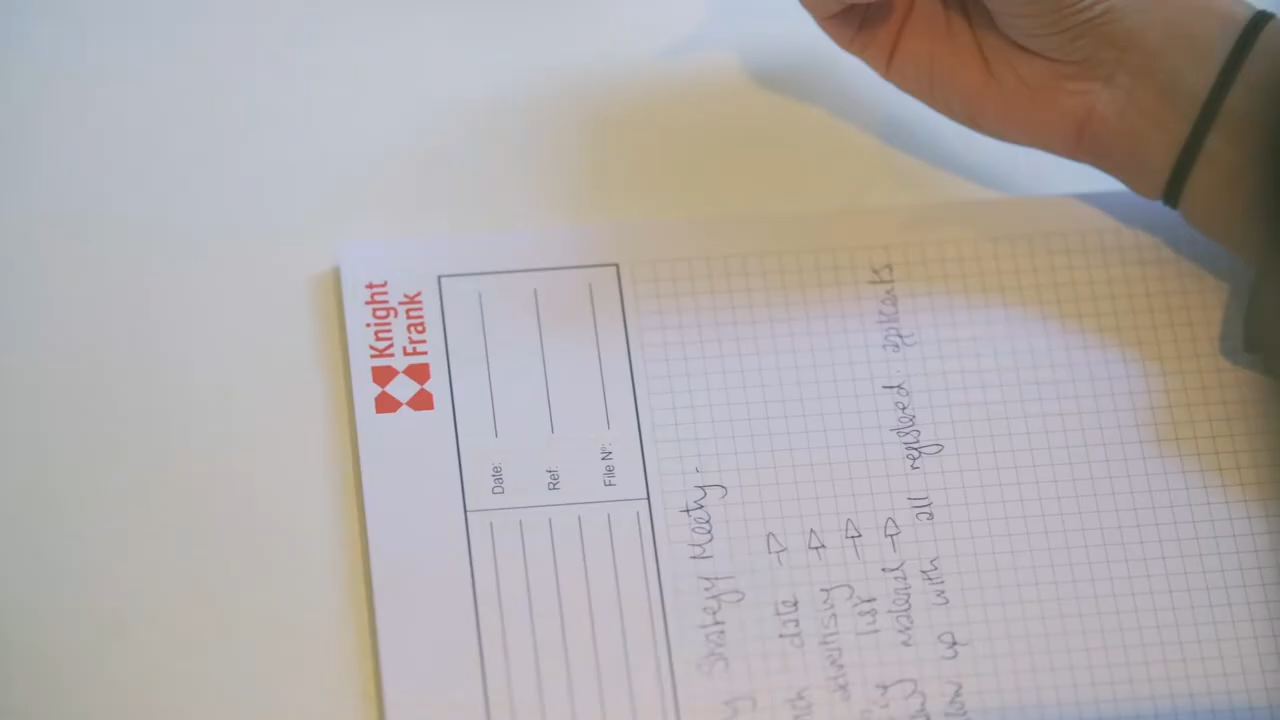 Knight
Frank
Date:
Ref:
File Nº:
Strategy Meeting.
date
advertising
list
material
up with all registered applicants